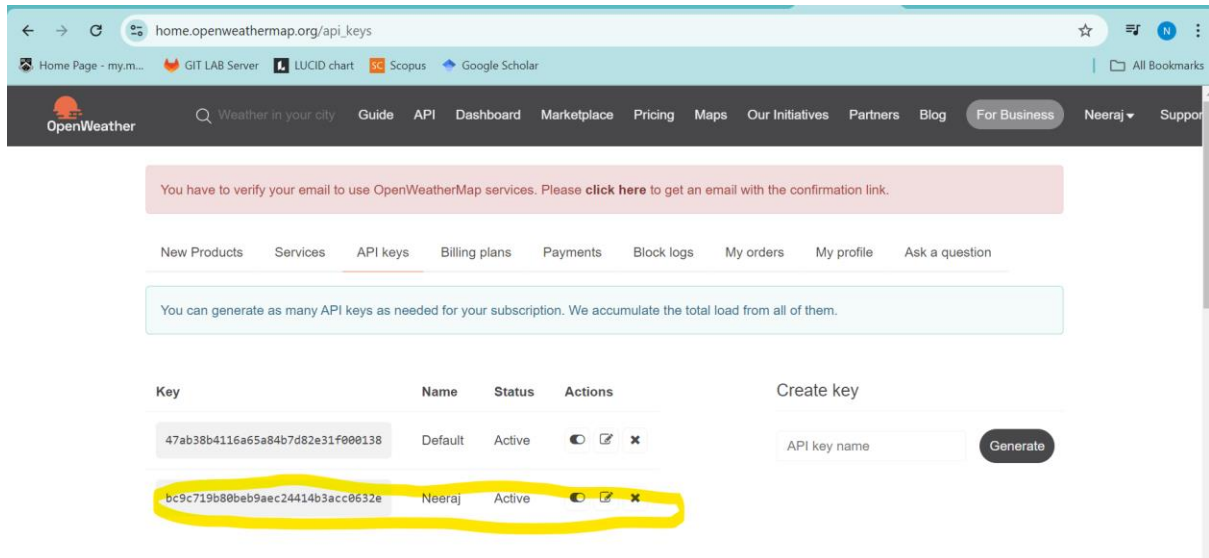 home.openweathermap.org/api_keys
N
Home Page - my.m... GIT LAB Server LUCID chart SC Scopus Google Scholar All Bookmarks
OpenWeather Weather in your city Guide API Dashboard Marketplace Pricing Maps Our Initiatives Partners Blog For Business Neeraj Suppor
You have to verify your email to use OpenWeatherMap services. Please click here to get an email with the confirmation link.
New Products Services API keys Billing plans Payments Block logs My orders My profile Ask a question
You can generate as many API keys as needed for your subscription. We accumulate the total load from all of them.
Key Name Status Actions Create key
47ab38b4116a65a84b7d82e31f000138 Default Active API key name Generate
bc9c719b80beb9aec24414b3acc0632e Neeraj Active